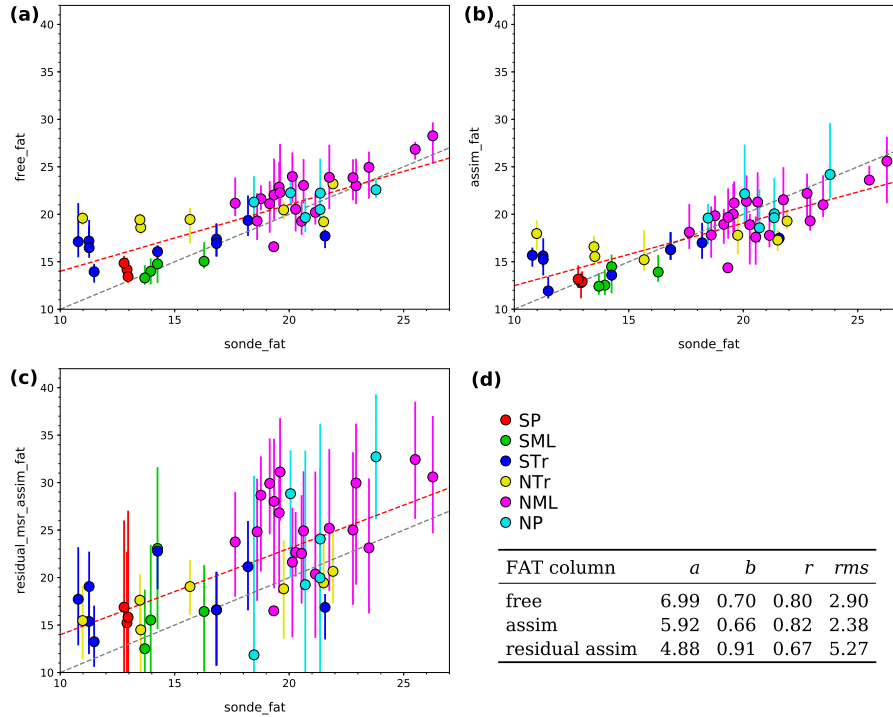 (a)
40
35
30
25
20
15
10
free_fat
10
15
20
25
sonde_fat
(b)
40
35
30
25
20
15
10
assim_fat
10
15
20
25
sonde_fat
(c)
40
35
30
25
20
15
10
residual_msr_assim_fat
10
15
20
25
sonde_fat
(d)
SP
SML
STr
NTr
NML
NP
FAT column a b r rms
free 6.99 0.70 0.80 2.90
assim 5.92 0.66 0.82 2.38
residual assim 4.88 0.91 0.67 5.27